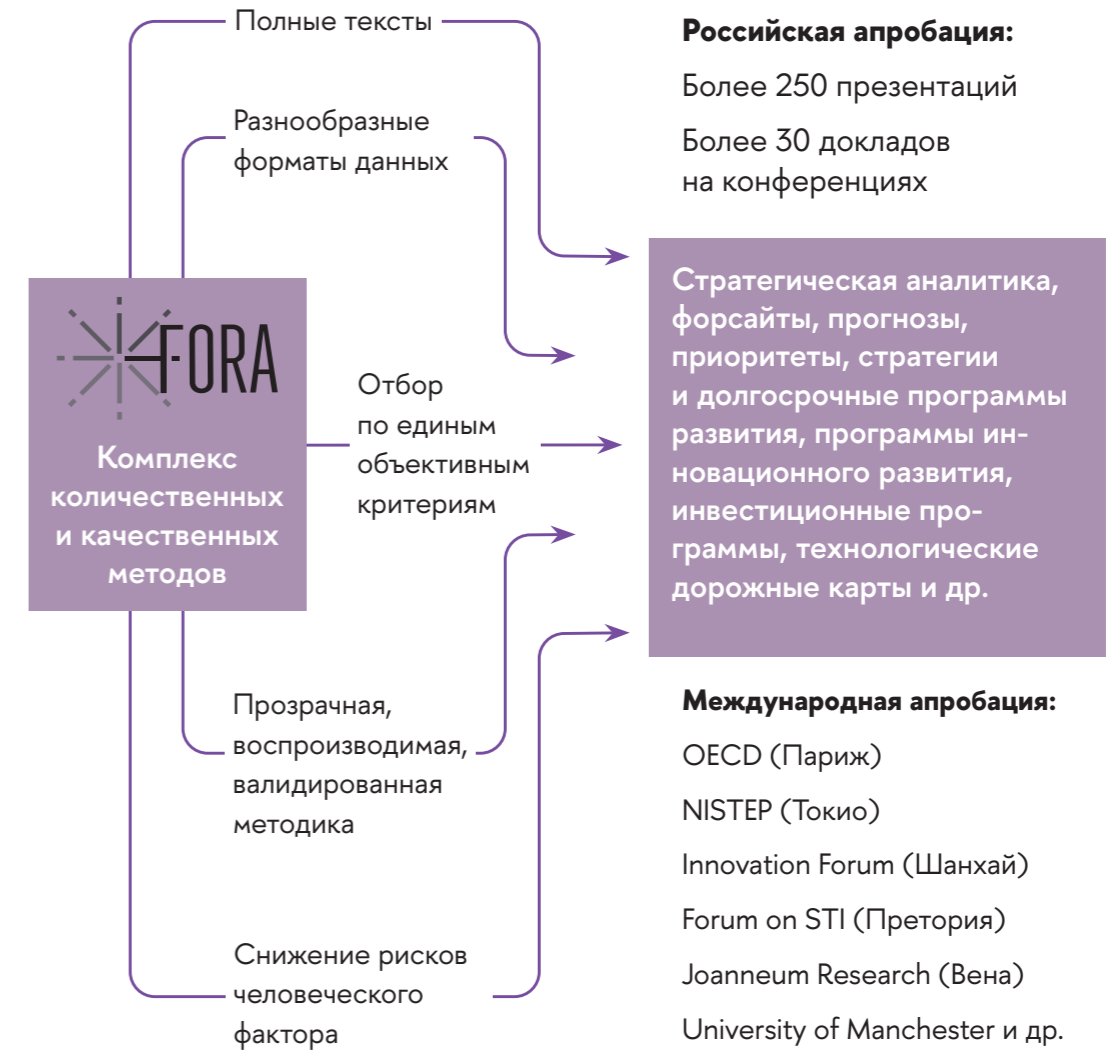 Полные тексты
Разнообразные
форматы данных
FORA
Комплекс
количественных
и качественных
методов
Отбор
по единым
объективным
критериям
Прозрачная,
воспроизводимая,
валидированная
методика
Снижение рисков
человеческого
фактора
Российская апробация:
Более 250 презентаций
Более 30 докладов
на конференциях
Стратегическая аналитика,
форсайты, прогнозы,
приоритеты, стратегии
и долгосрочные программы
развития, программы ин-
новационного развития,
инвестиционные про-
граммы, технологические
дорожные карты и др.
Международная апробация:
OECD (Париж)
NISTEP (Токио)
Innovation Forum (Шанхай)
Forum on STI (Претория)
Joanneum Research (Вена)
University of Manchester и др.